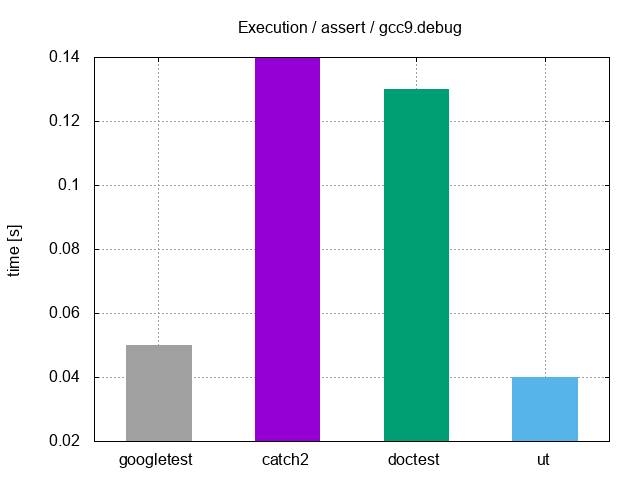 Execution / assert / gcc9.debug
0.14
0.12
0.1
0.08
0.06
0.04
0.02
time [s]
googletest catch2 doctest ut